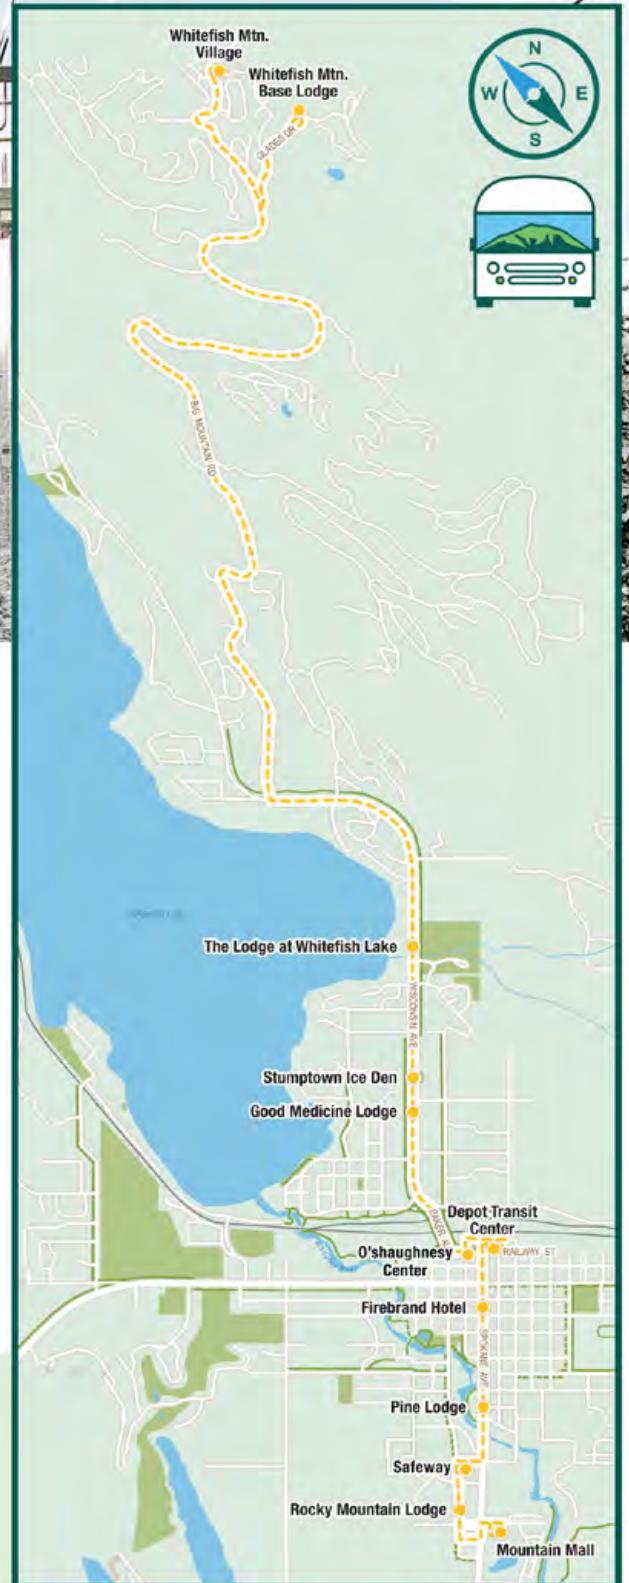 Whitefish Mtn.
Village
Whitefish Mtn.
Base Lodge
N
W
E
S
GLADES DR
BIG MOUNTAIN RD
The Lodge at Whitefish Lake
WISCONSIN AVE
Stumptown Ice Den
Good Medicine Lodge
BAKER A
Depot Transit
Center
O'shaughnesy
Center
RAILWAY ST
Firebrand Hotel
SPOKANE AVE
Pine Lodge
Safeway
Rocky Mountain Lodge
Mountain Mall